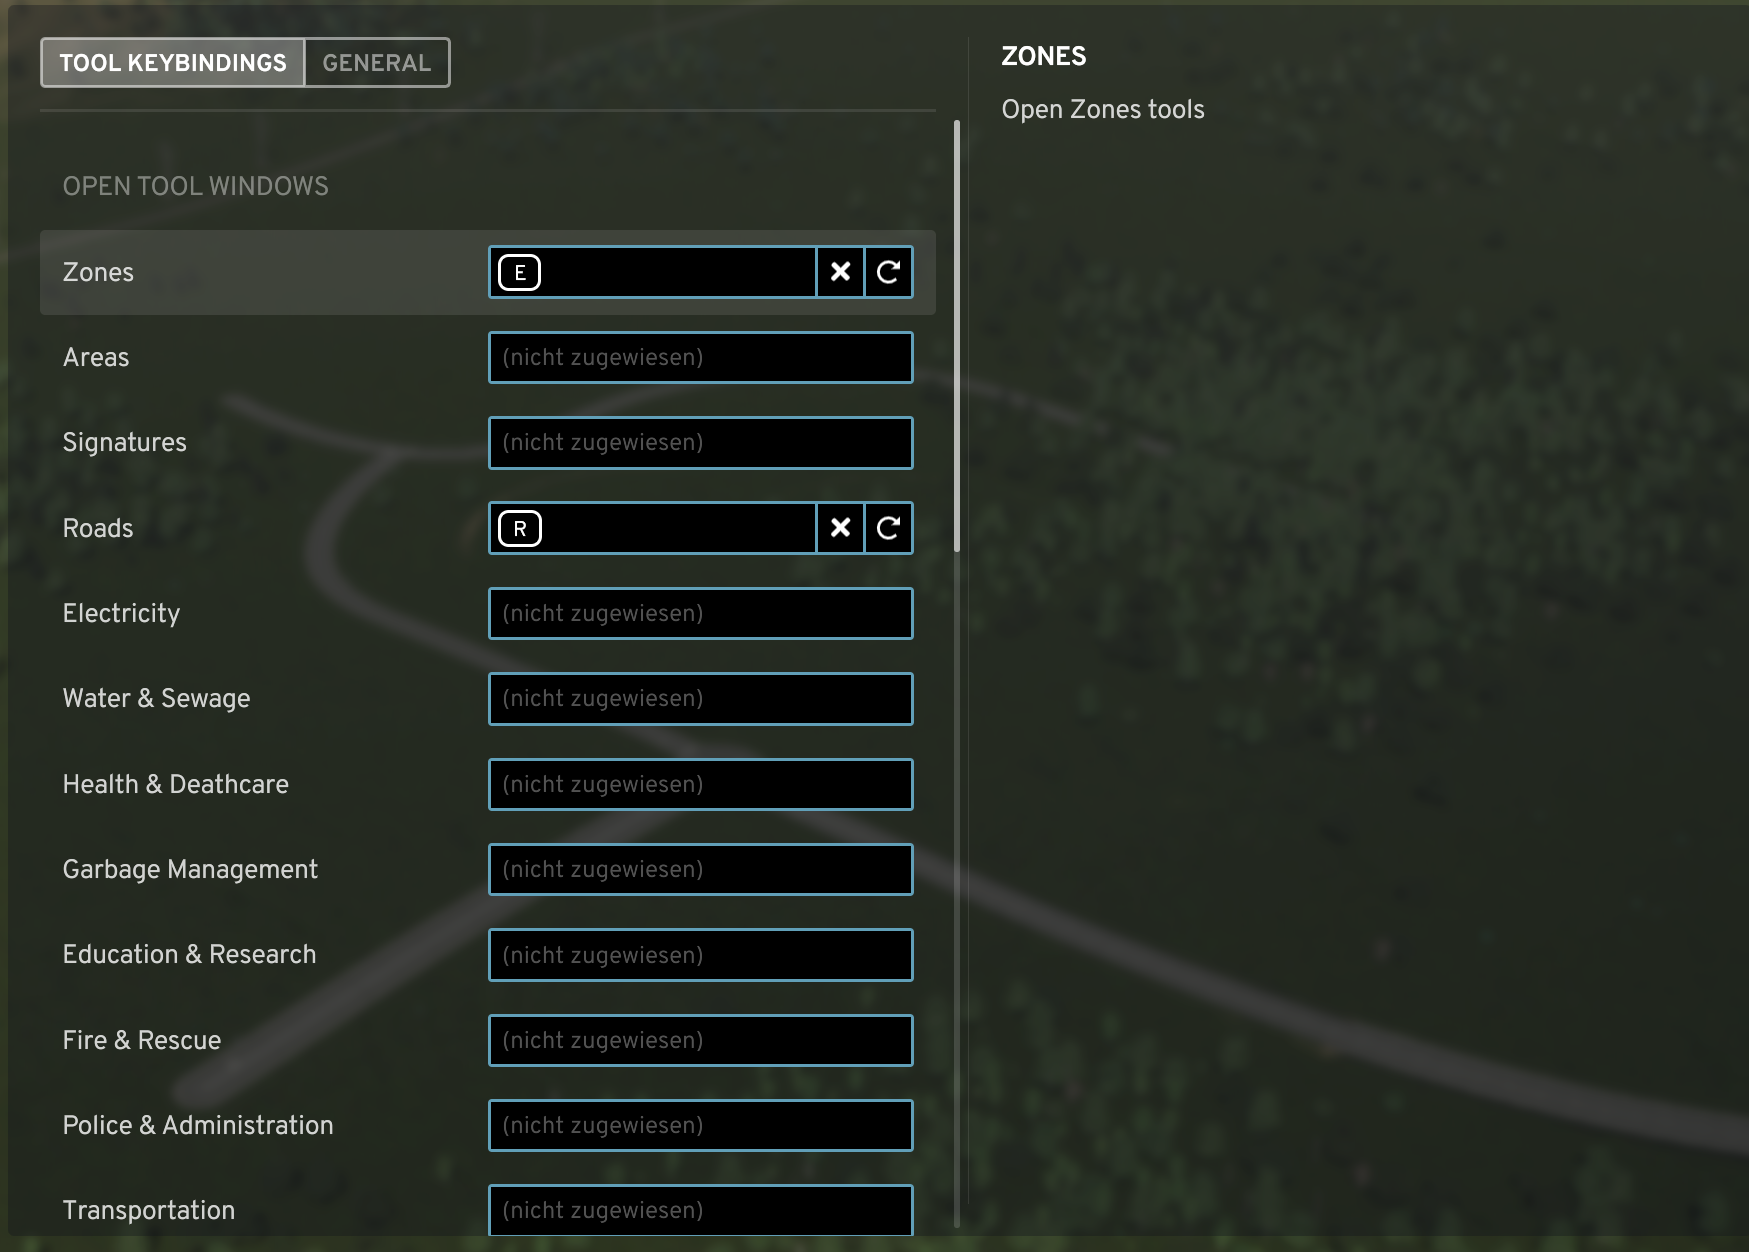 TOOL KEYBINDINGS GENERAL
OPEN TOOL WINDOWS
Zones E
Areas (nicht zugewiesen)
Signatures (nicht zugewiesen)
Roads R
Electricity (nicht zugewiesen)
Water & Sewage (nicht zugewiesen)
Health & Deathcare (nicht zugewiesen)
Garbage Management (nicht zugewiesen)
Education & Research (nicht zugewiesen)
Fire & Rescue (nicht zugewiesen)
Police & Administration (nicht zugewiesen)
Transportation (nicht zugewiesen)
ZONES
Open Zones tools